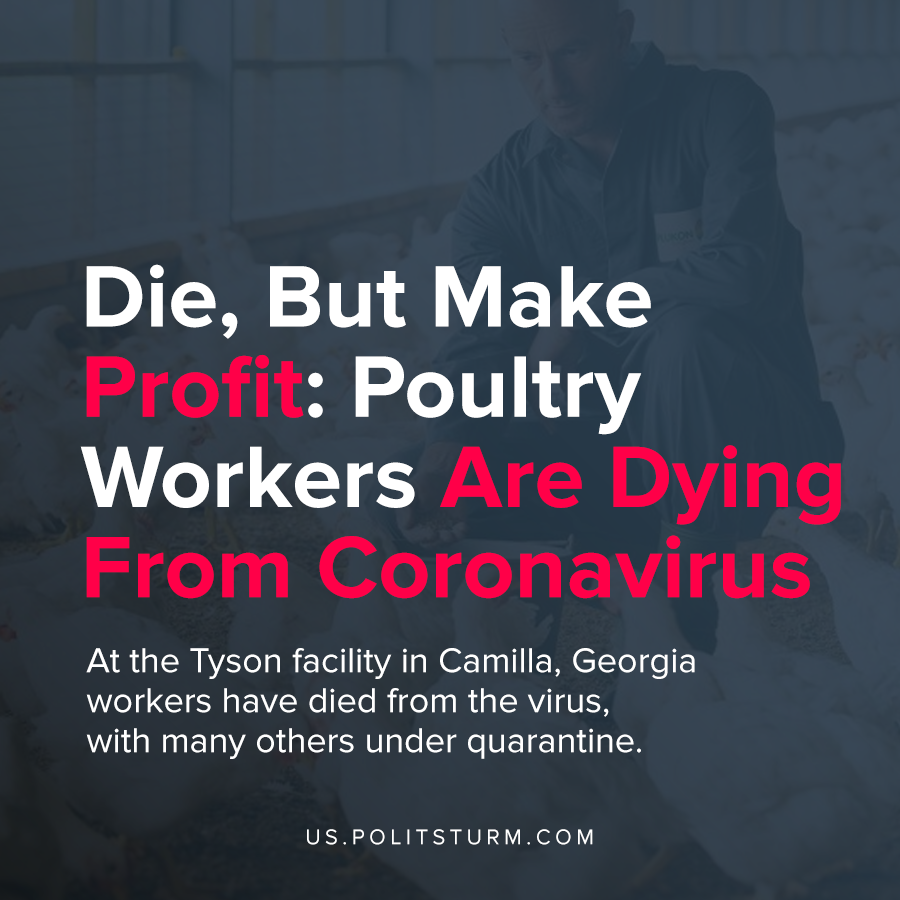 Die, But Make
Profit: Poultry
Workers Are Dying
From Coronavirus
At the Tyson facility in Camilla, Georgia
workers have died from the virus,
with many others under quarantine.
US.POLITSTURM.COM